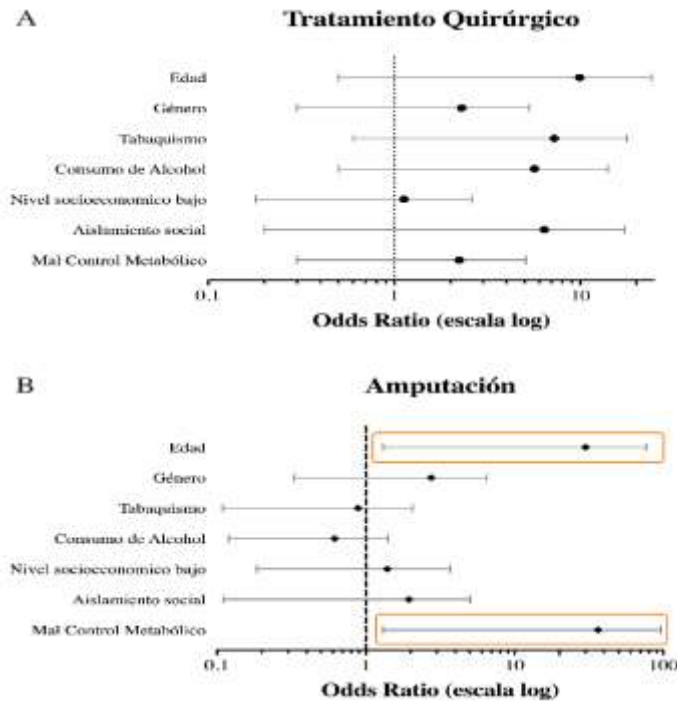 A
Tratamiento Quirúrgico
Edad
Género
Tabaquismo
Consumo de Alcohol
Nivel socioeconomico bajo
Aislamiento social
Mal Control Metabólico
0.1 1 10
Odds Ratio (escala log)
B
Amputación
Edad
Género
Tabaquismo
Consumo de Alcohol
Nivel socioeconomico bajo
Aislamiento social
Mal Control Metabólico
0.1 1 10 100
Odds Ratio (escala log)